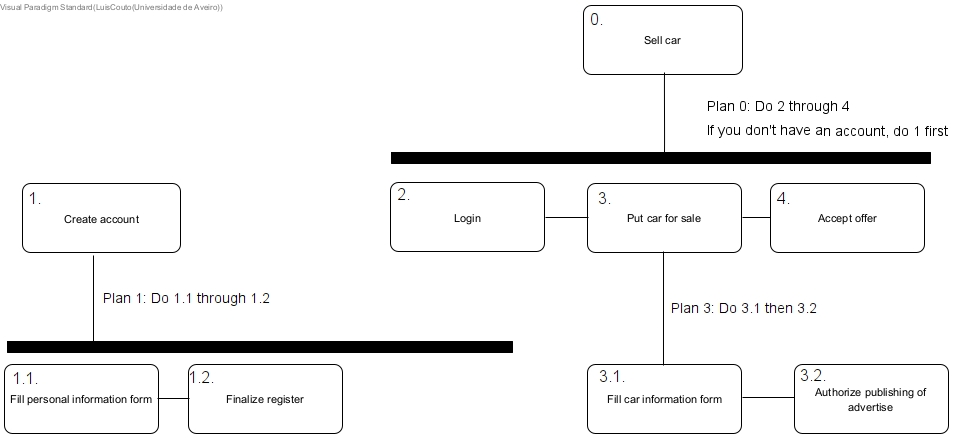 Visual Paradigm Standard(LuisCouto(Universidade de Aveiro))
0.
Sell car
Plan 0: Do 2 through 4
If you don't have an account, do 1 first
1.
Create account
2.
Login
3.
Put car for sale
4.
Accept offer
Plan 1: Do 1.1 through 1.2
Plan 3: Do 3.1 then 3.2
1.1.
Fill personal information form
1.2.
Finalize register
3.1.
Fill car information form
3.2.
Authorize publishing of
advertise